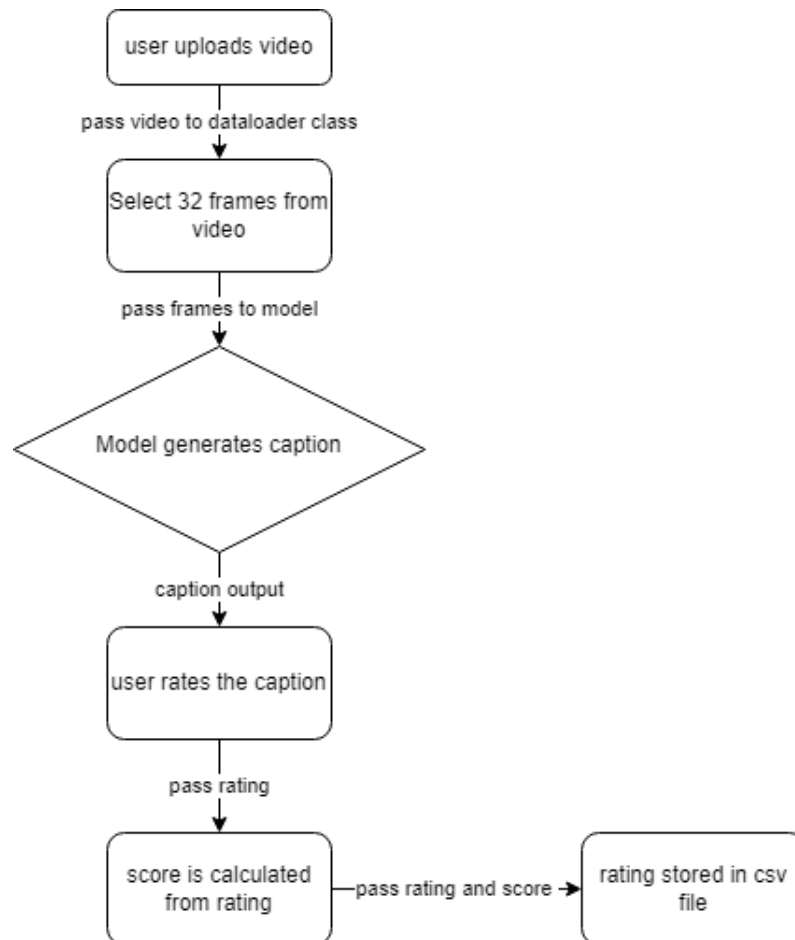 user uploads video
pass video to dataloader class
Select 32 frames from
video
pass frames to model
Model generates caption
caption output
user rates the caption
pass rating
score is calculated
from rating
pass rating and score
rating stored in csv
file